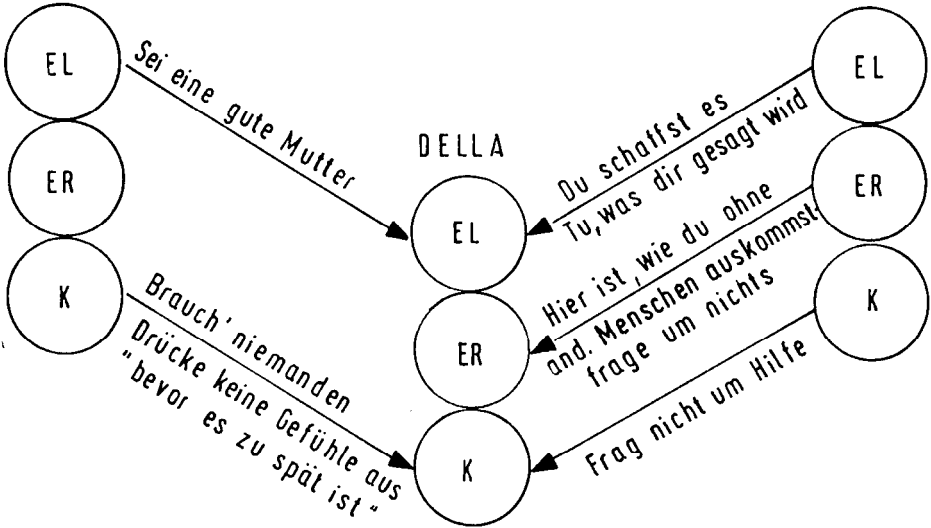 EL
ER
K
Sei eine gute Mutter
Brauch' niemanden
Drücke keine Gefühle aus
"bevor es zu spät ist"
DELLA
EL
ER
K
Du schaffst es
Tu, was dir gesagt wird
Hier ist, wie du ohne
and. Menschen auskommst-
frage um nichts
Frag nicht um Hilfe
EL
ER
K